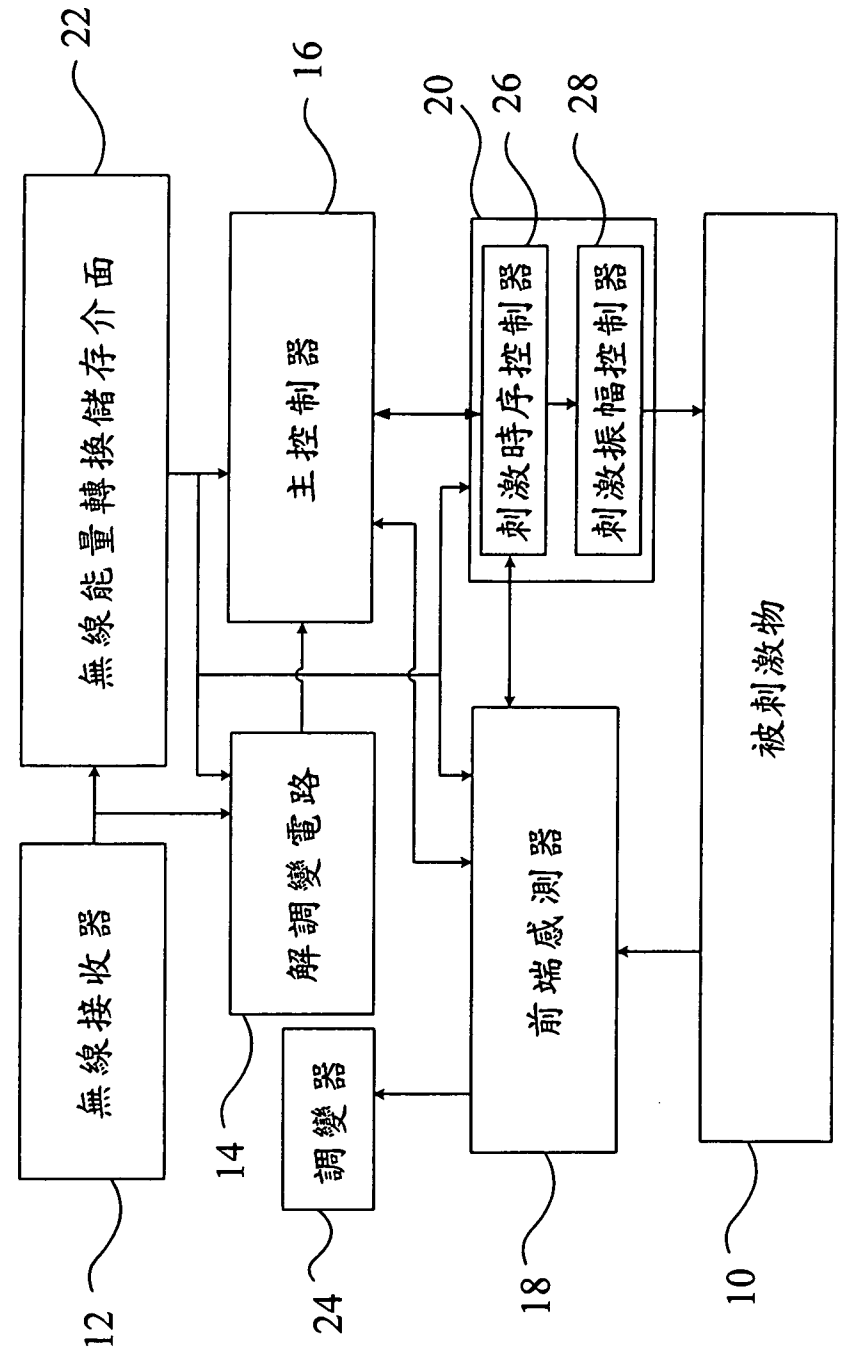 12
無線接收器
無線能量轉換儲存介面
22
14
解調變電路
主控制器
16
24
調變器
18
前端感測器
20
刺激時序控制器
26
刺激振幅控制器
28
10
被刺激物